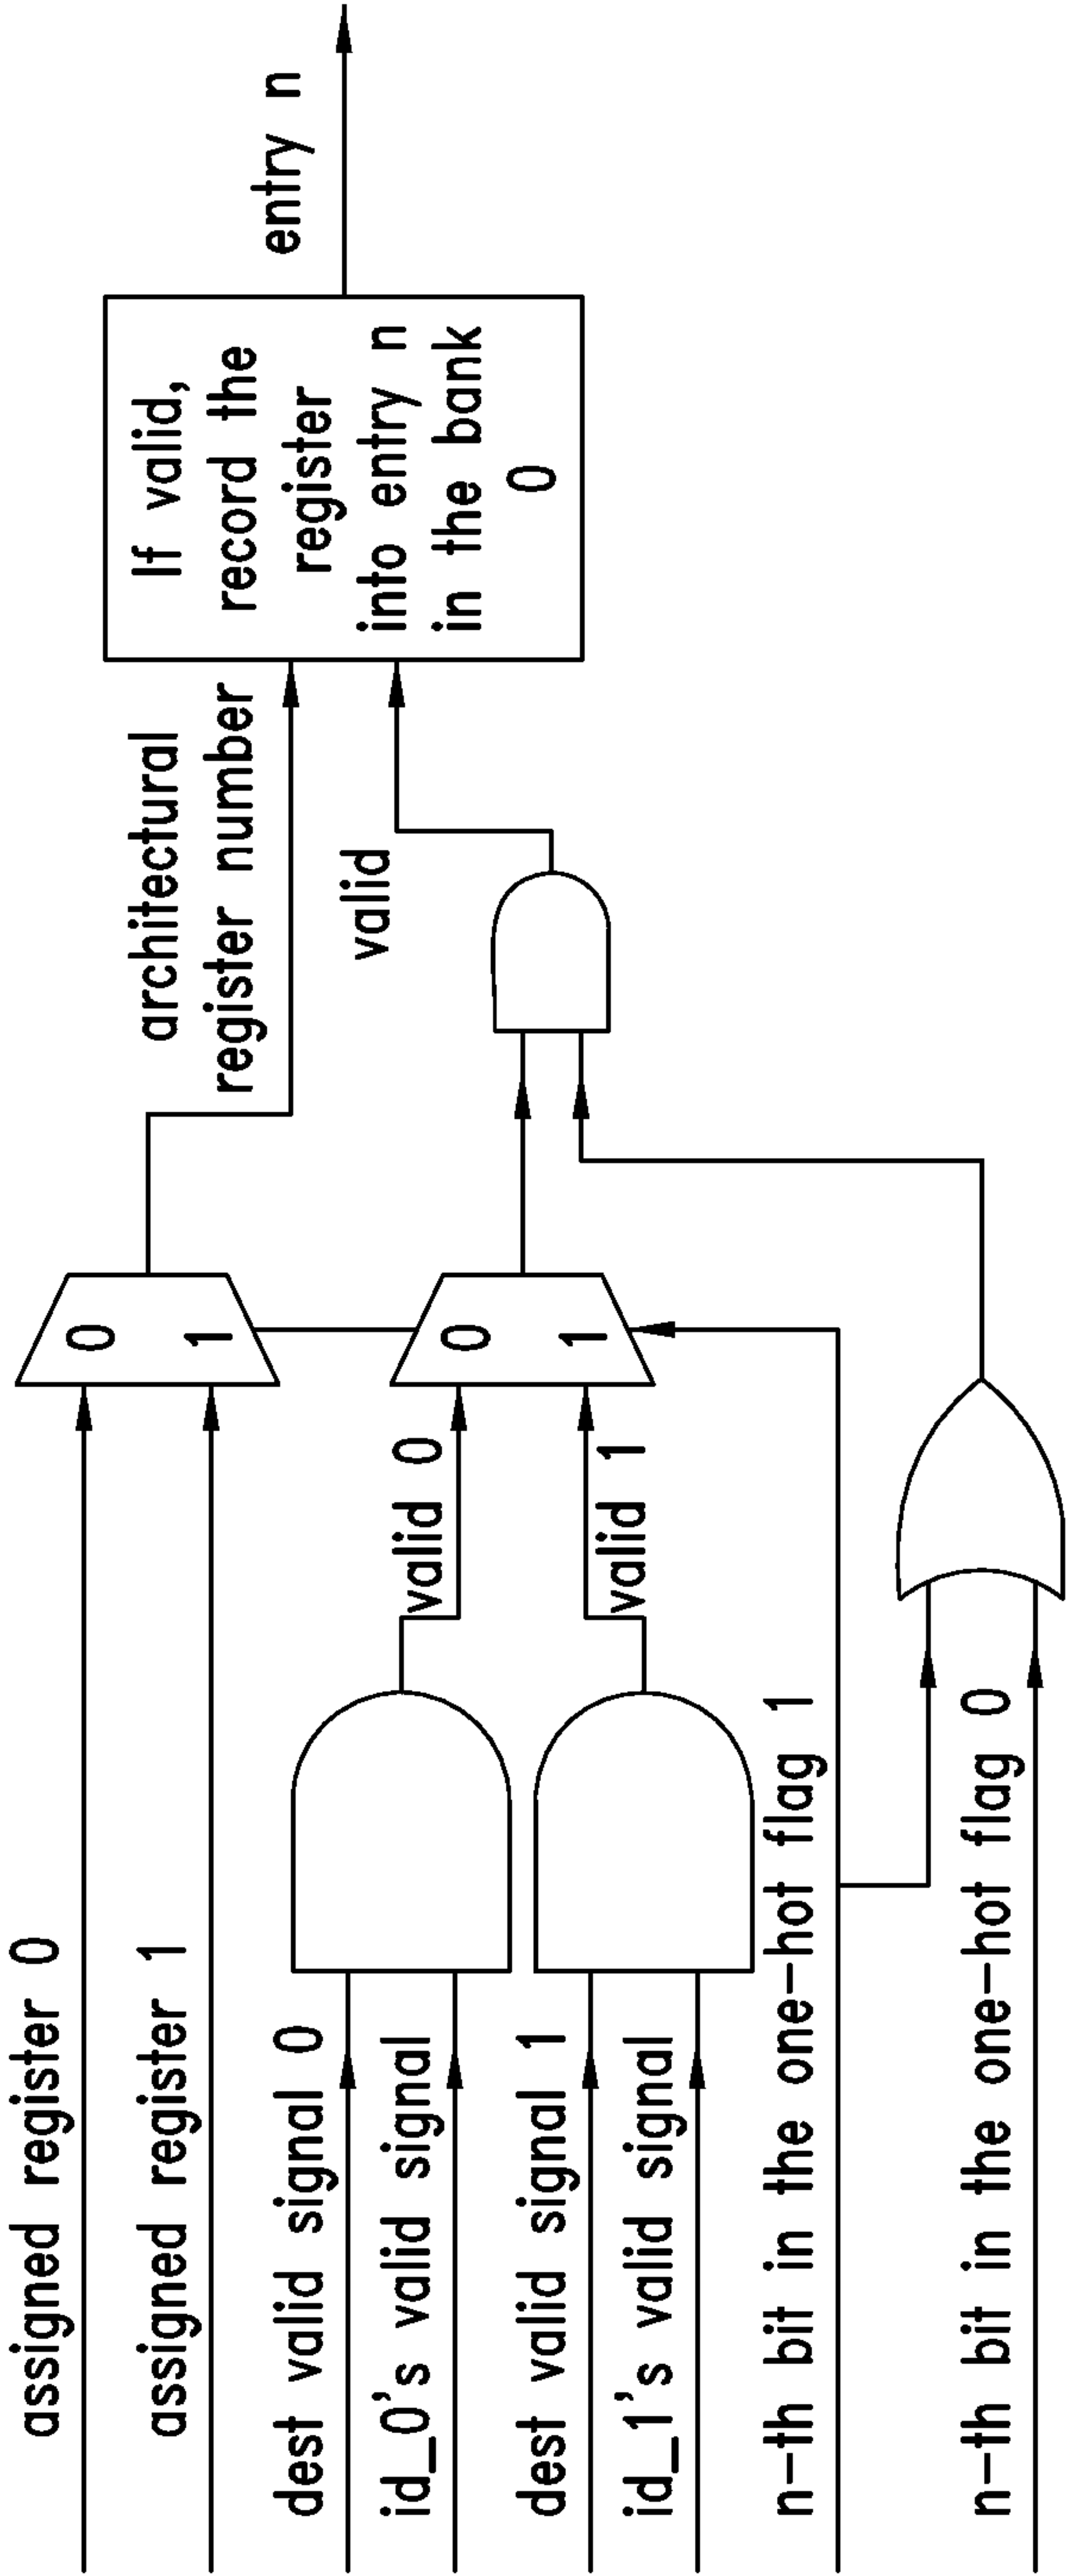 assigned register 0
assigned register 1
dest valid signal 0
id_0's valid signal
dest valid signal 1
id_1's valid signal
n-th bit in the one-hot flag 1
n-th bit in the one-hot flag 0
valid 0
valid 1
0
1
0
1
architectural
register number
valid
If valid,
record the
register
into entry n
in the bank
0
entry n